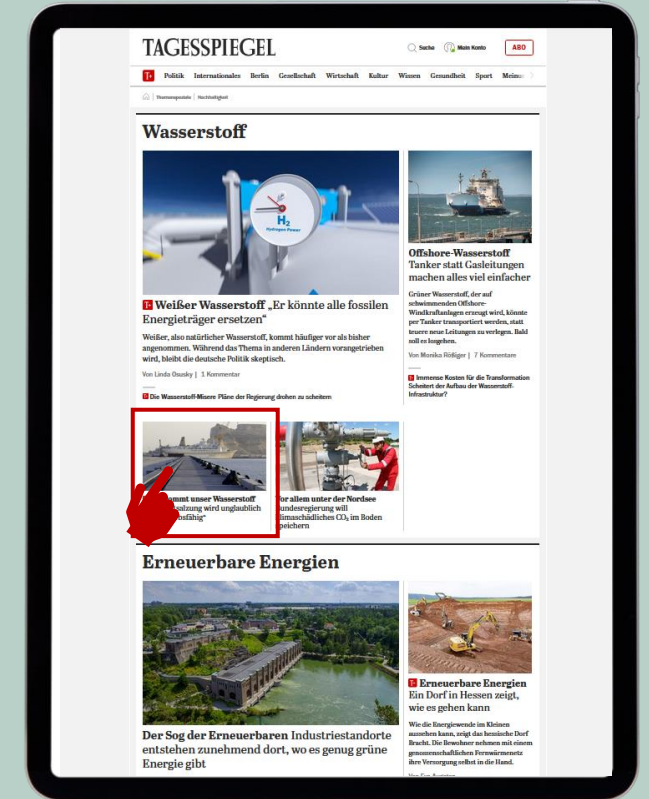 TAGESSPIEGEL
Suche
Mein Konto
ABO
T+ Politik Internationales Berlin Gesellschaft Wirtschaft Kultur Wissen Gesundheit Sport
Themenspeziale | Nachhaltigkeit
Wasserstoff
H₂
Hydrogen Power
T+ Weißer Wasserstoff „Er könnte alle fossilen
Energieträger ersetzen“
Weißer, also natürlicher Wasserstoff, kommt häufiger vor als bisher
angenommen. Während das Thema in anderen Ländern vorangetrieben
wird, bleibt die deutsche Politik skeptisch.
Von Linda Osusky | 1 Kommentar
T+ Die Wasserstoff-Misere Pläne der Regierung drohen zu scheitern
Offshore-Wasserstoff
Tanker statt Gasleitungen
machen alles viel einfacher
Grüner Wasserstoff, der auf
schwimmenden Offshore-
Windkraftanlagen erzeugt wird, könnte
per Tanker transportiert werden, statt
teuere neue Leitungen zu verlegen. Bald
soll es losgehen.
Von Monika Rößiger | 7 Kommentare
T+ Immense Kosten für die Transformation
Scheitert der Aufbau der Wasserstoff-
Infrastruktur?
unser Wasserstoff
wird unglaublich
Vor allem unter der Nordsee
Bundesregierung will
klimaschädliches CO₂ im Boden
speichern
Erneuerbare Energien
Der Sog der Erneuerbaren Industriestandorte
entstehen zunehmend dort, wo es genug grüne
Energie gibt
T+ Erneuerbare Energien
Ein Dorf in Hessen zeigt,
wie es gehen kann
Wie die Energiewende im Kleinen
aussehen kann, zeigt das hessische Dorf
Bracht. Die Bewohner nehmen mit einem
genossenschaftlichen Fernwärmenetz
ihre Versorgung selbst in die Hand.